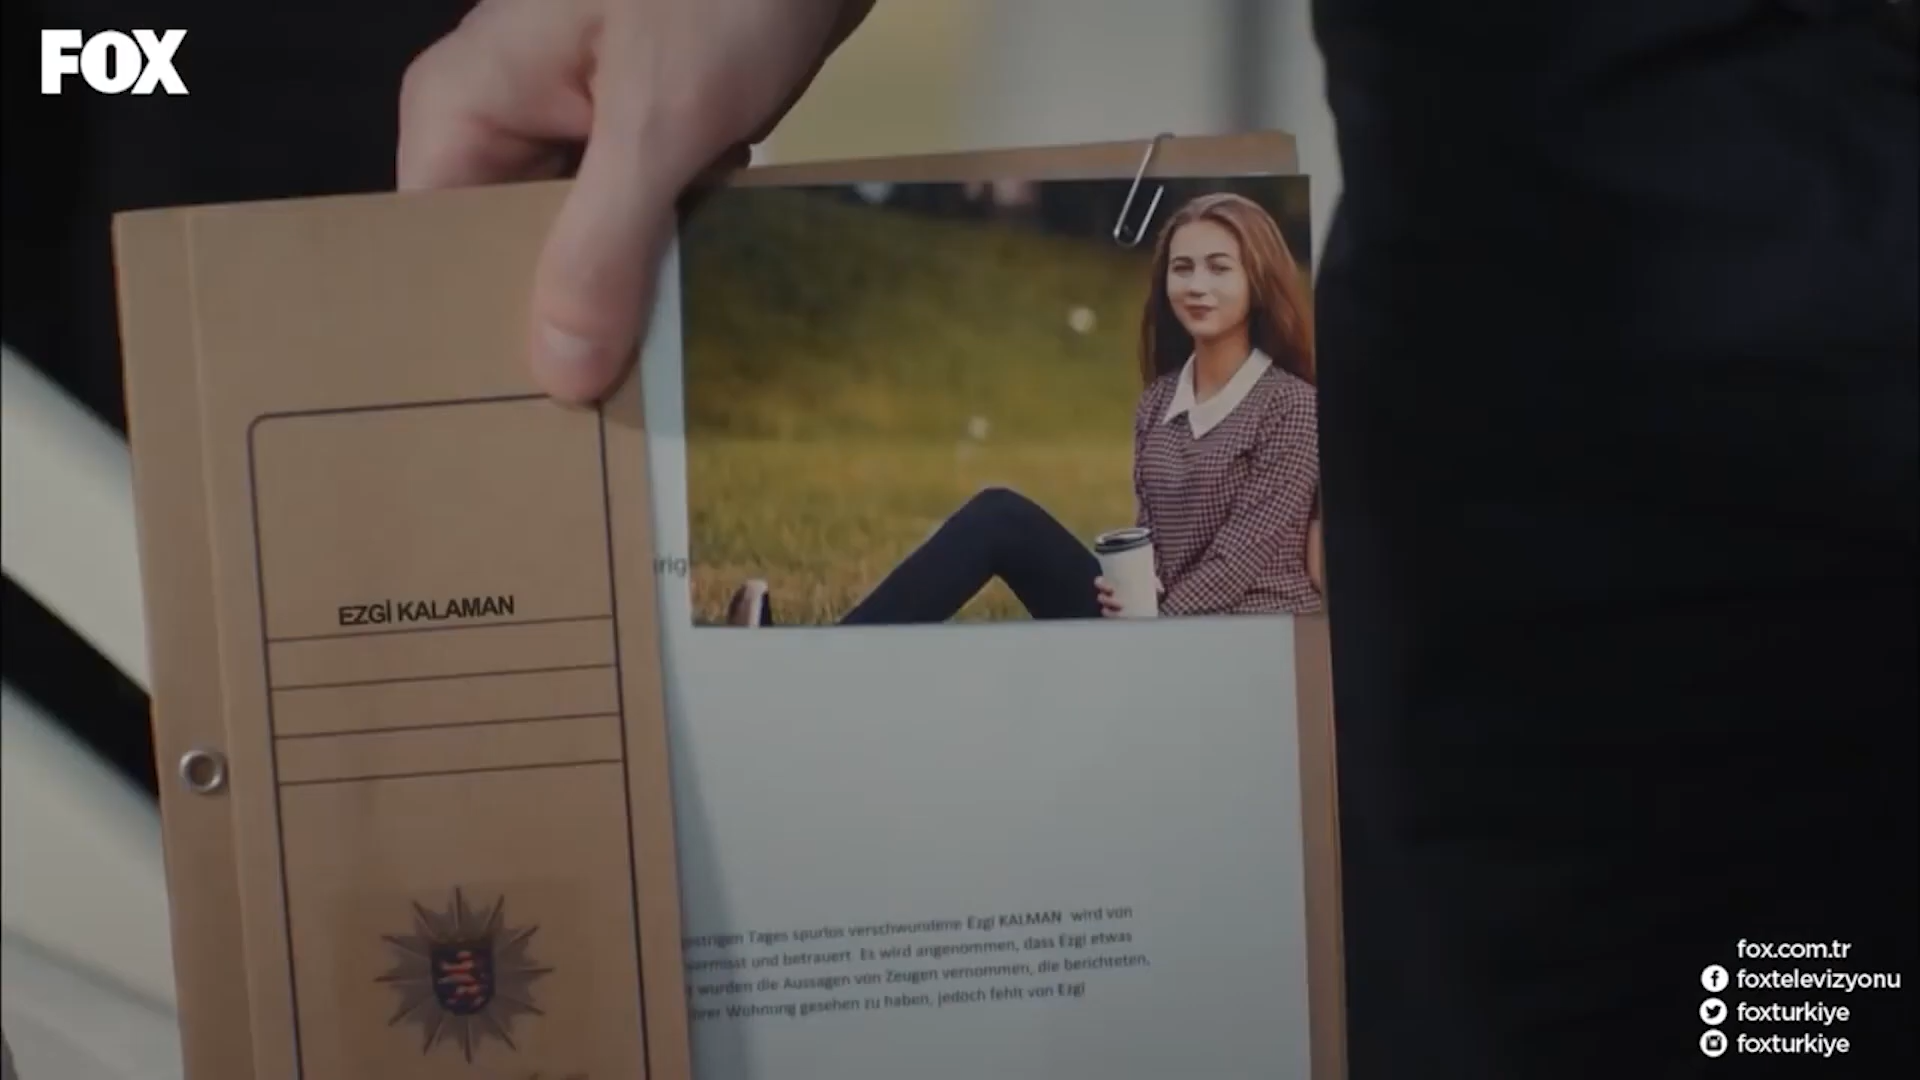 FOX
EZGİ KALAMAN
Tages spurlos verschwundene Ezgi KALMAN wird von
vermisst und betrauert. Es wird angenommen, dass Ezgi etwas
wurden die Aussagen von Zeugen vernommen, die berichteten,
Wohnung gesehen zu haben, jedoch fehlt von Ezgi
fox.com.tr
foxtelevizyonu
foxturkiye
foxturkiye